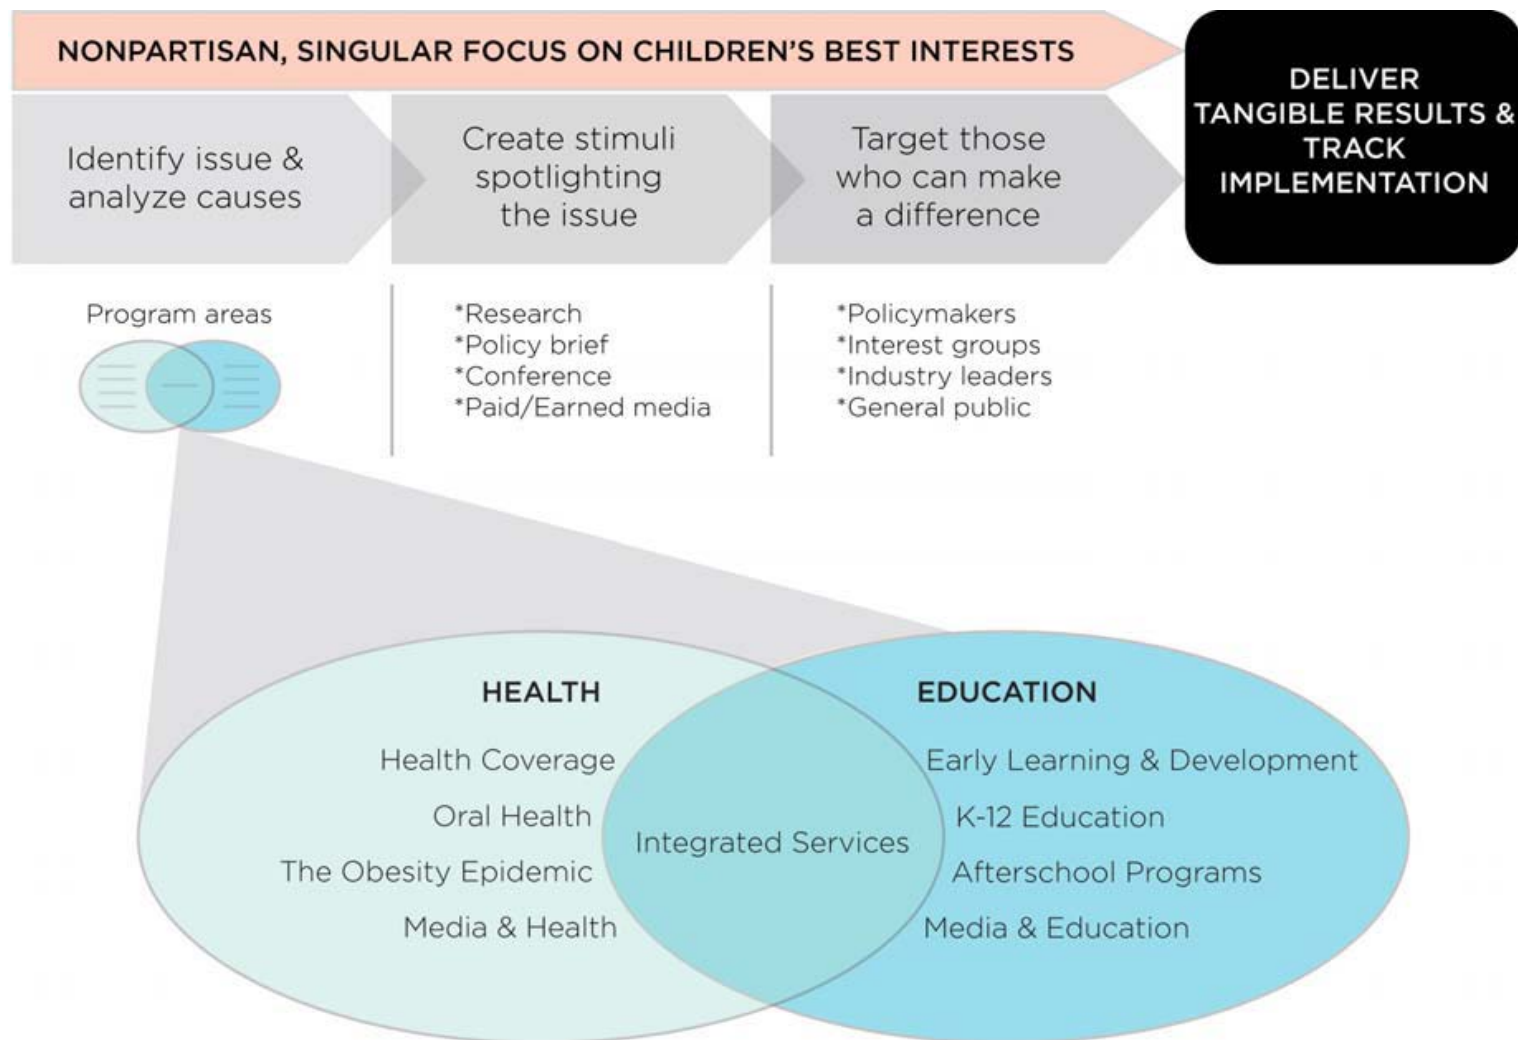 NONPARTISAN, SINGULAR FOCUS ON CHILDREN'S BEST INTERESTS
DELIVER
TANGIBLE RESULTS &
TRACK
IMPLEMENTATION
Identify issue &
analyze causes
Create stimuli
spotlighting
the issue
Target those
who can make
a difference
Program areas
*Research
*Policy brief
*Conference
*Paid/Earned media
*Policymakers
*Interest groups
*Industry leaders
*General public
HEALTH
Health Coverage
Oral Health
The Obesity Epidemic
Media & Health
Integrated Services
EDUCATION
Early Learning & Development
K-12 Education
Afterschool Programs
Media & Education